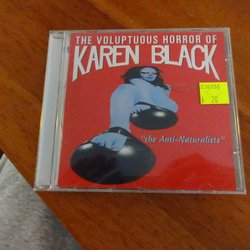 THE VOLUPTUOUS HORROR OF
KAREN BLACK
"the Anti-Naturalists"